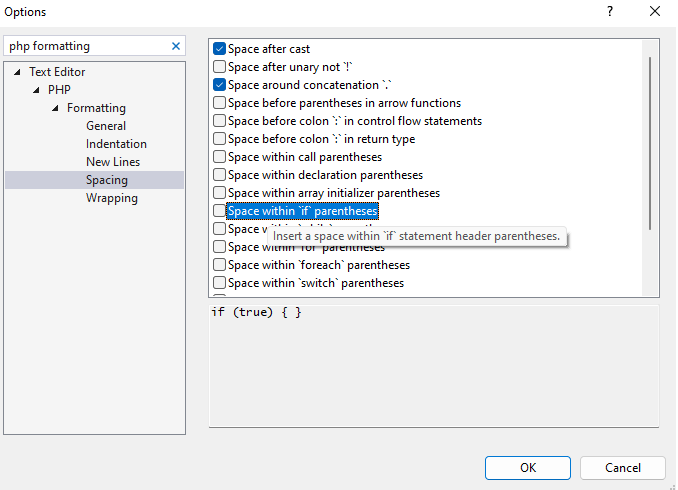 Options
?
php formatting
Text Editor
PHP
Formatting
General
Indentation
New Lines
Spacing
Wrapping
Space after cast
Space after unary not `!`
Space around concatenation `.`
Space before parentheses in arrow functions
Space before colon `:` in control flow statements
Space before colon `:` in return type
Space within call parentheses
Space within declaration parentheses
Space within array initializer parentheses
Space within `if` parentheses
Insert a space within `if` statement header parentheses.
Space within `for` parentheses
Space within `foreach` parentheses
Space within `switch` parentheses
if (true) { }
OK
Cancel